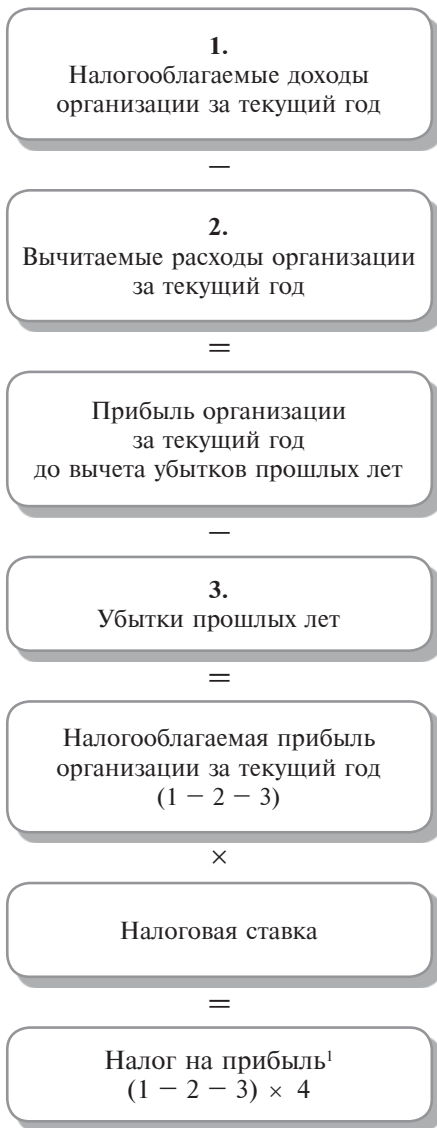 1.
Налогооблагаемые доходы
организации за текущий год
−
2.
Вычитаемые расходы организации
за текущий год
=
Прибыль организации
за текущий год
до вычета убытков прошлых лет
−
3.
Убытки прошлых лет
=
Налогооблагаемая прибыль
организации за текущий год
(1 − 2 − 3)
×
Налоговая ставка
=
Налог на прибыль¹
(1 − 2 − 3) × 4